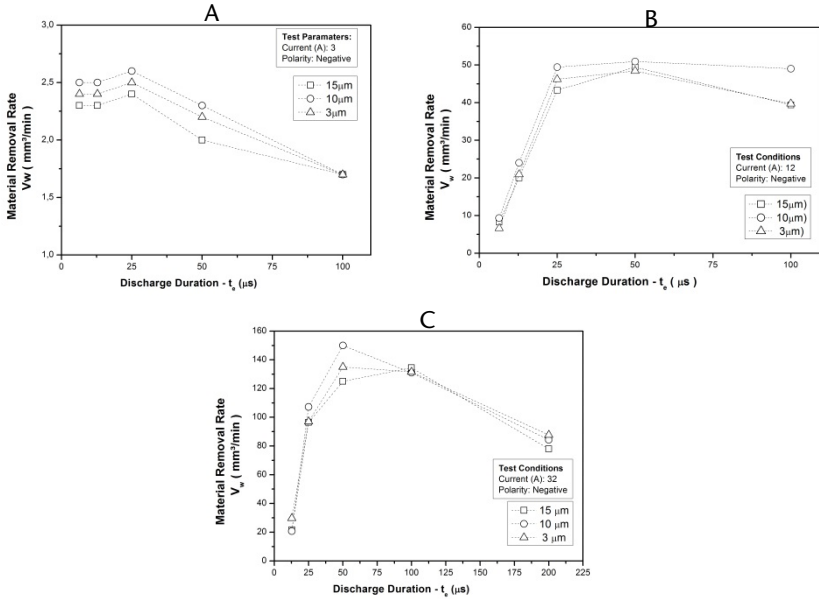 A
Material Removal Rate
Vw ( mm³/min )
3,0
2,5
2,0
1,5
1,0
Test Paramaters:
Current (A): 3
Polarity: Negative
15μm
10μm
3μm
0
25
50
75
100
Discharge Duration - tₑ (μs)
B
Material Removal Rate
V_w ( mm³/min )
60
50
40
30
20
10
0
Test Conditions
Current (A): 12
Polarity: Negative
15μm)
10μm)
3μm)
0
25
50
75
100
Discharge Duration - tₑ ( μs )
C
Material Removal Rate
V_w ( mm³/min )
160
140
120
100
80
60
40
20
0
Test Conditions
Current (A): 32
Polarity: Negative
15 μm
10 μm
3 μm
0
25
50
75
100
125
150
175
200
225
Discharge Duration - tₑ (μs)